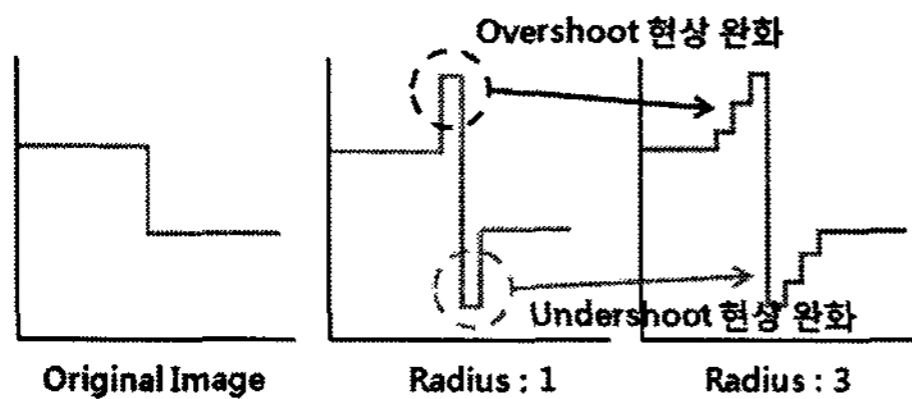 Overshoot 현상 완화
Undershoot 현상 완화
Original Image
Radius : 1
Radius : 3